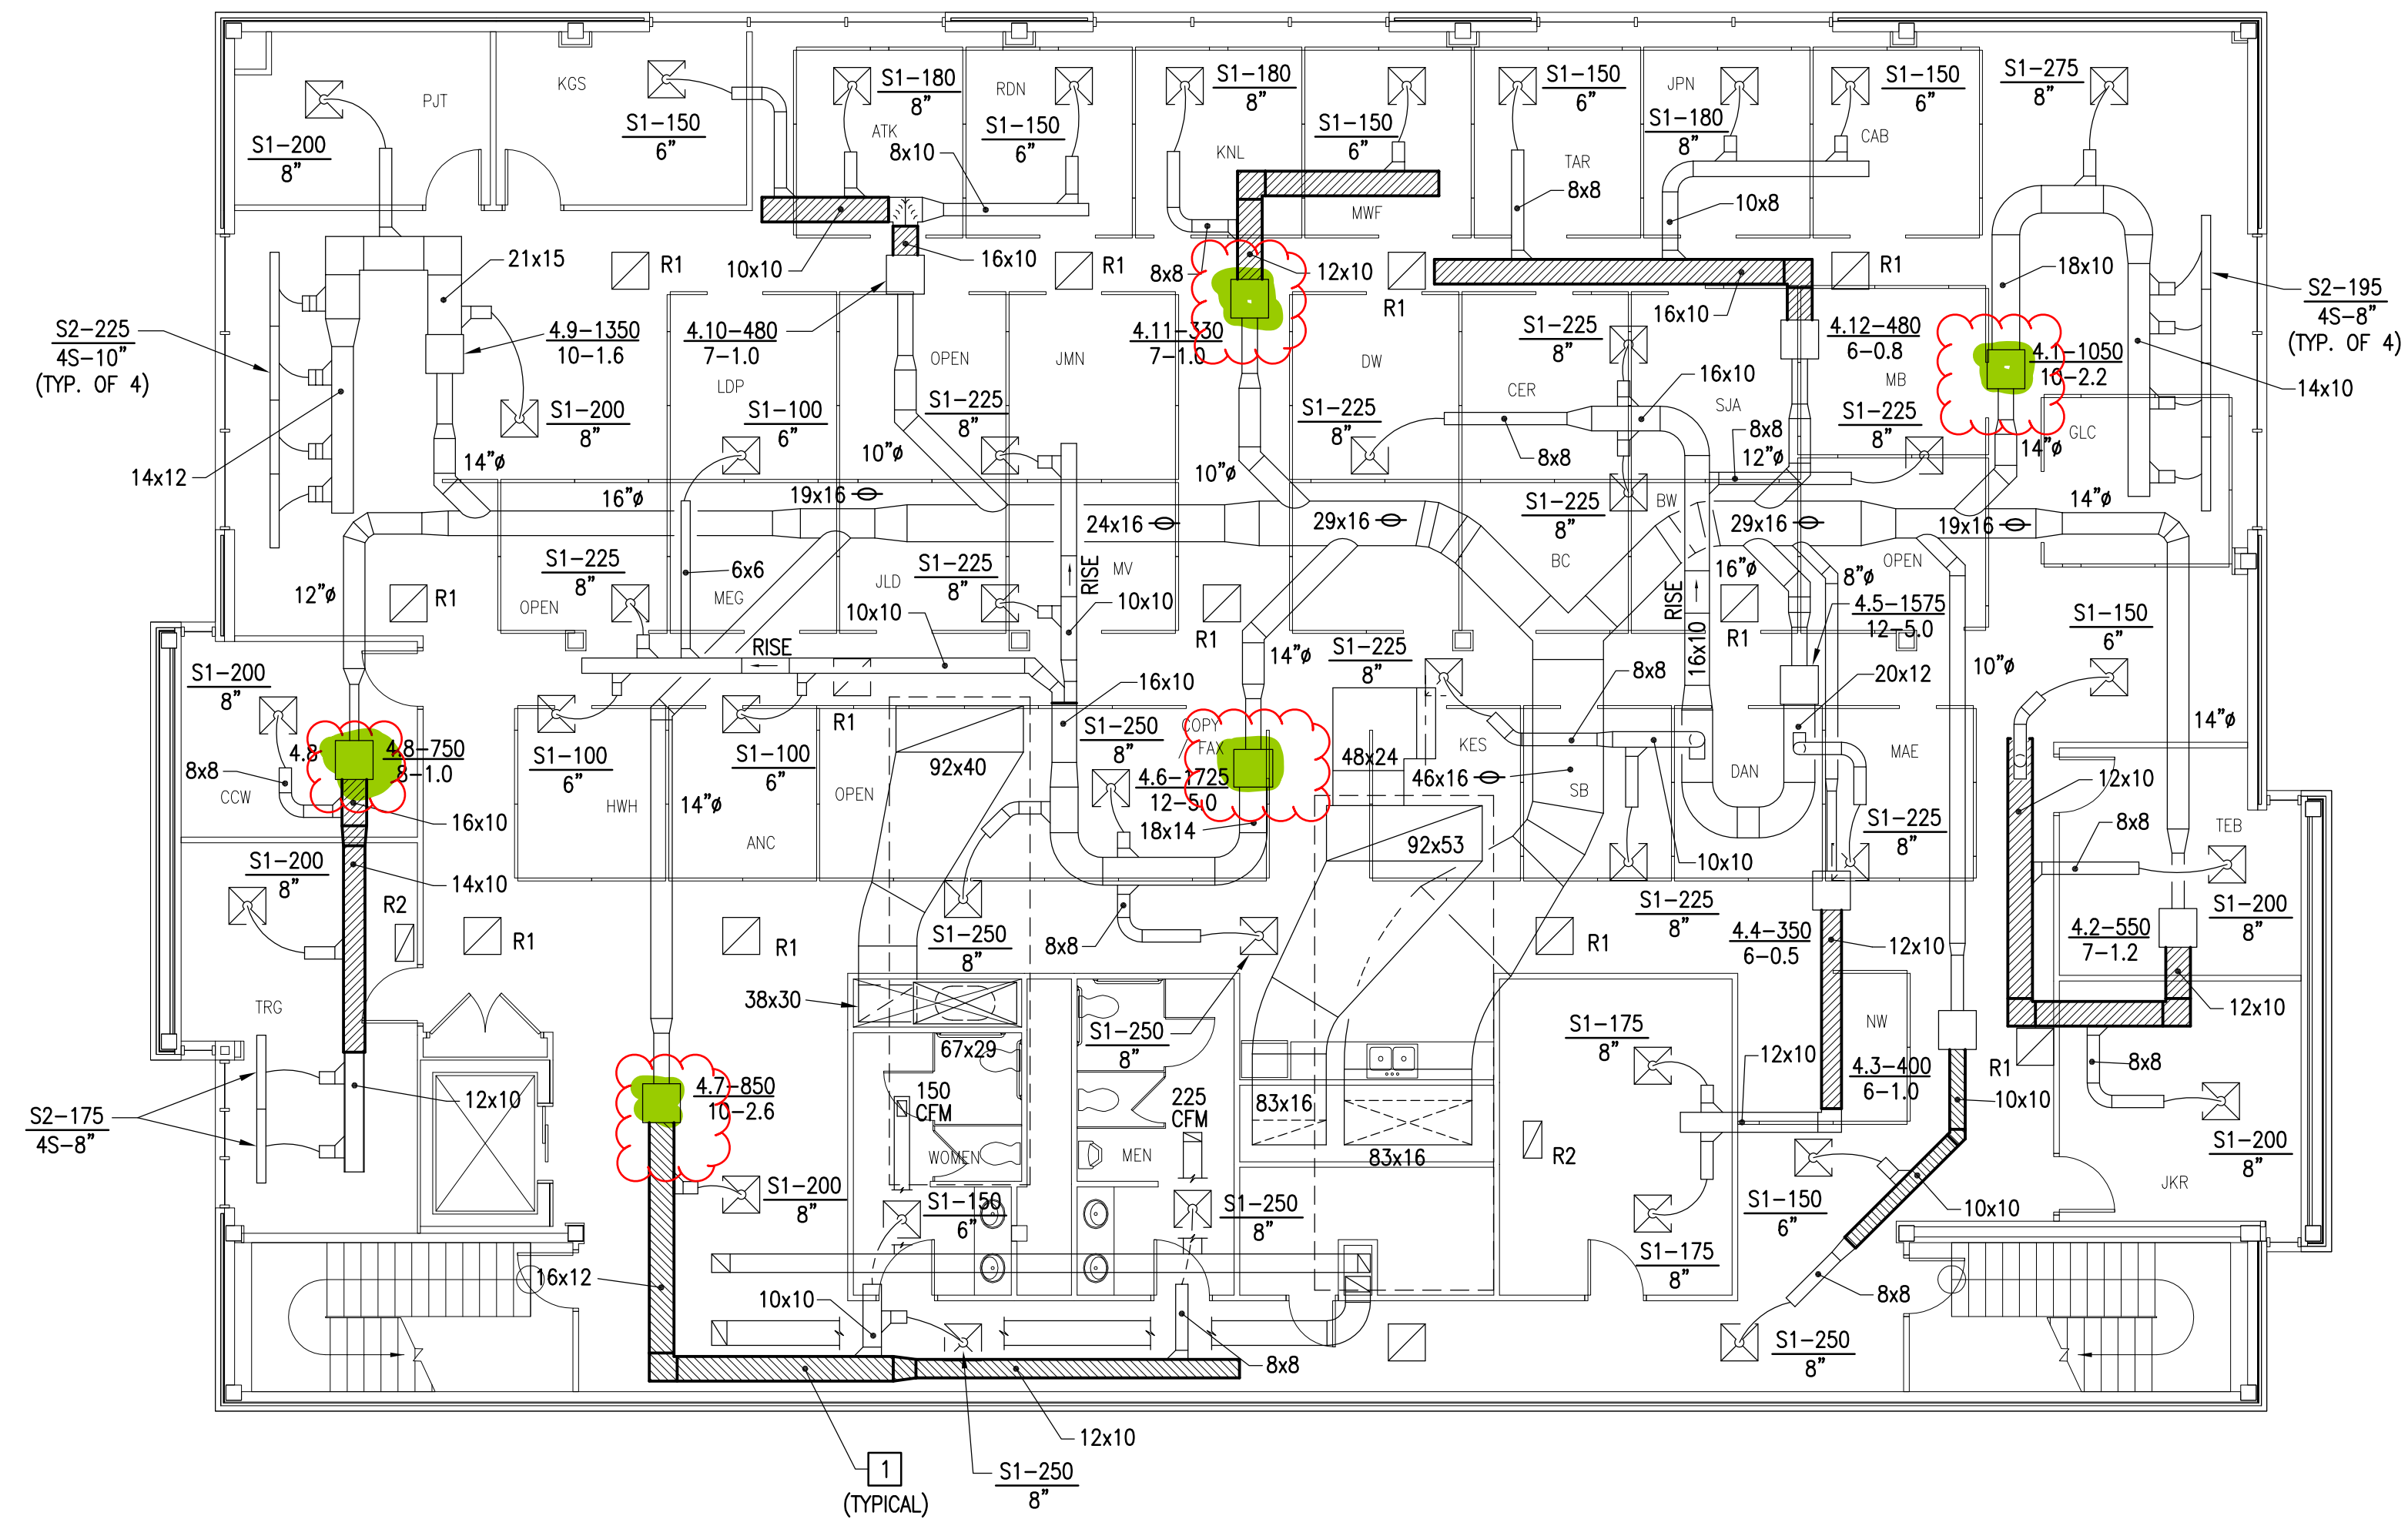 PJT
KGS
S1-200
8"
S1-150
6"
S1-180
8"
ATK
8x10
RDN
S1-150
6"
S1-180
8"
KNL
S1-150
6"
MWF
S1-150
6"
TAR
8x8
JPN
S1-180
8"
10x8
S1-150
6"
CAB
S1-275
8"
21x15
R1
10x10
16x10
R1
8x8
12x10
R1
16x10
R1
18x10
S2-195
4S-8"
(TYP. OF 4)
S2-225
4S-10"
(TYP. OF 4)
4.9-1350
10-1.6
4.10-480
7-1.0
OPEN
JMN
4.11-330
7-1.0
DW
S1-225
8"
CER
16x10
4.12-480
6-0.8
MB
4.1-1050
10-2.2
14x10
LDP
S1-200
8"
S1-100
6"
S1-225
8"
S1-225
8"
SJA
8x8
S1-225
8"
GLC
14x12
14"ø
10"ø
10"ø
8x8
12"ø
14"ø
16"ø
19x16
24x16
29x16
S1-225
8"
BW
29x16
19x16
14"ø
12"ø
R1
OPEN
S1-225
8"
6x6
MEG
JLD
S1-225
8"
MV
RISE
10x10
10x10
R1
BC
16"ø
RISE
16x10
R1
8"ø
OPEN
4.5-1575
12-5.0
S1-150
6"
RISE
14"ø
S1-225
8"
8x8
20x12
10"ø
14"ø
S1-200
8"
16x10
R1
4.8
4.8-750
8-1.0
8x8
CCW
16x10
S1-100
6"
HWH
14"ø
S1-100
6"
ANC
OPEN
92x40
S1-250
8"
COPY
FAX
4.6-1725
12-5.0
18x14
48x24
46x16
KES
SB
DAN
MAE
12x10
8x8
TEB
S1-200
8"
14x10
R2
92x53
10x10
S1-225
8"
R1
R1
S1-250
8"
8x8
R1
S1-225
8"
4.4-350
6-0.5
12x10
4.2-550
7-1.2
S1-200
8"
TRG
38x30
67x29
S1-250
8"
S1-175
8"
NW
12x10
12x10
R1
8x8
S2-175
4S-8"
12x10
4.7-850
10-2.6
150
CFM
225
CFM
83x16
83x16
R2
4.3-400
6-1.0
10x10
WOMEN
MEN
S1-200
8"
S1-150
6"
S1-250
8"
S1-150
6"
10x10
S1-200
8"
JKR
16x12
S1-175
8"
10x10
8x8
8x8
S1-250
8"
12x10
1
(TYPICAL)
S1-250
8"